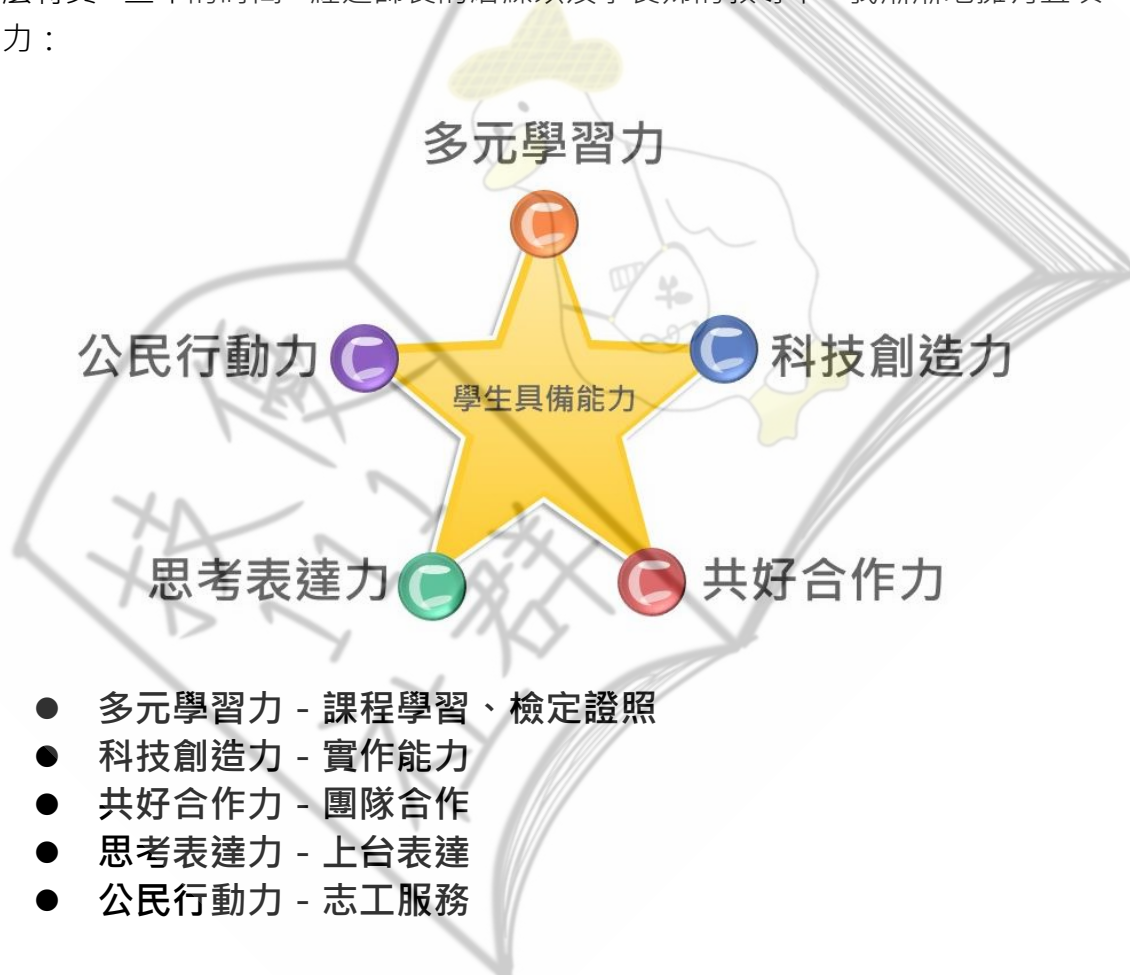 力：
多元學習力
公民行動力
科技創造力
學生具備能力
思考表達力
共好合作力
● 多元學習力 - 課程學習、檢定證照
● 科技創造力 - 實作能力
● 共好合作力 - 團隊合作
● 思考表達力 - 上台表達
● 公民行動力 - 志工服務